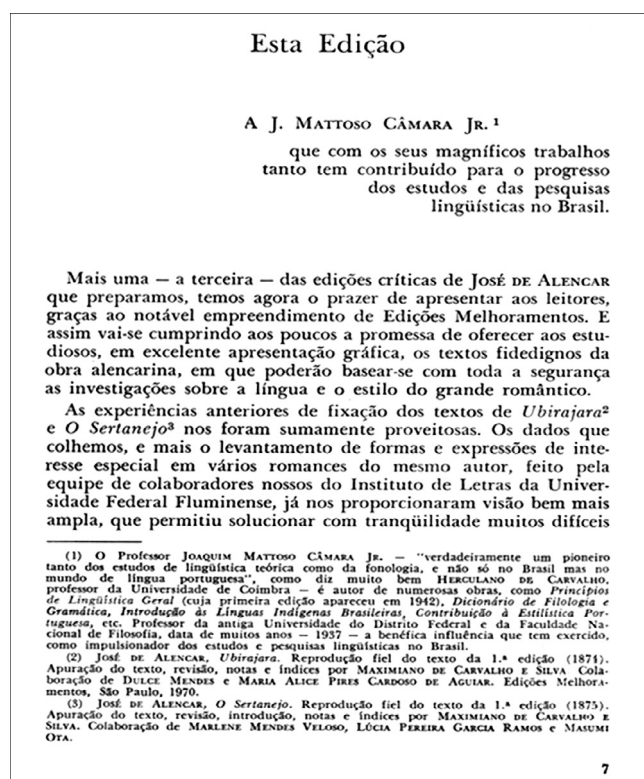 Esta Edição
A J. MATTOSO CÂMARA JR. 1
que com os seus magníficos trabalhos
tanto tem contribuído para o progresso
dos estudos e das pesquisas
lingüísticas no Brasil.
Mais uma — a terceira — das edições críticas de JOSÉ DE ALENCAR
que preparamos, temos agora o prazer de apresentar aos leitores,
graças ao notável empreendimento de Edições Melhoramentos. E
assim vai-se cumprindo aos poucos a promessa de oferecer aos estu-
diosos, em excelente apresentação gráfica, os textos fidedignos da
obra alencarina, em que poderão basear-se com toda a segurança
as investigações sobre a língua e o estilo do grande romântico.
As experiências anteriores de fixação dos textos de Ubirajara2
e O Sertanejo3 nos foram sumamente proveitosas. Os dados que
colhemos, e mais o levantamento de formas e expressões de inte-
resse especial em vários romances do mesmo autor, feito pela
equipe de colaboradores nossos do Instituto de Letras da Univer-
sidade Federal Fluminense, já nos proporcionaram visão bem mais
ampla, que permitiu solucionar com tranqüilidade muitos difíceis
(1) O Professor JOAQUIM MATTOSO CÂMARA JR. — "verdadeiramente um pioneiro
tanto dos estudos de lingüística teórica como da fonologia, e não só no Brasil mas no
mundo de língua portuguesa", como diz muito bem HERCULANO DE CARVALHO,
professor da Universidade de Coimbra — é autor de numerosas obras, como Princípios
de Lingüística Geral (cuja primeira edição apareceu em 1942), Dicionário de Filologia e
Gramática, Introdução às Línguas Indígenas Brasileiras, Contribuição à Estilística Por-
tuguesa, etc. Professor da antiga Universidade do Distrito Federal e da Faculdade Na-
cional de Filosofia, data de muitos anos — 1937 — a benéfica influência que tem exercido,
como impulsionador dos estudos e pesquisas lingüísticas no Brasil.
(2) JOSÉ DE ALENCAR, Ubirajara. Reprodução fiel do texto da 1.ª edição (1874).
Apuração do texto, revisão, notas e índices por MAXIMIANO DE CARVALHO E SILVA Cola-
boração de DULCE MENDES e MARIA ALICE PIRES CARDOSO DE AGUIAR. Edições Melhora-
mentos, São Paulo, 1970.
(3) JOSÉ DE ALENCAR, O Sertanejo. Reprodução fiel do texto da 1.ª edição (1875).
Apuração do texto, revisão, introdução, notas e índices por MAXIMIANO DE CARVALHO E
SILVA. Colaboração de MARLENE MENDES VELOSO, LÚCIA PEREIRA GARCIA RAMOS e MASUMI
OTA.
7